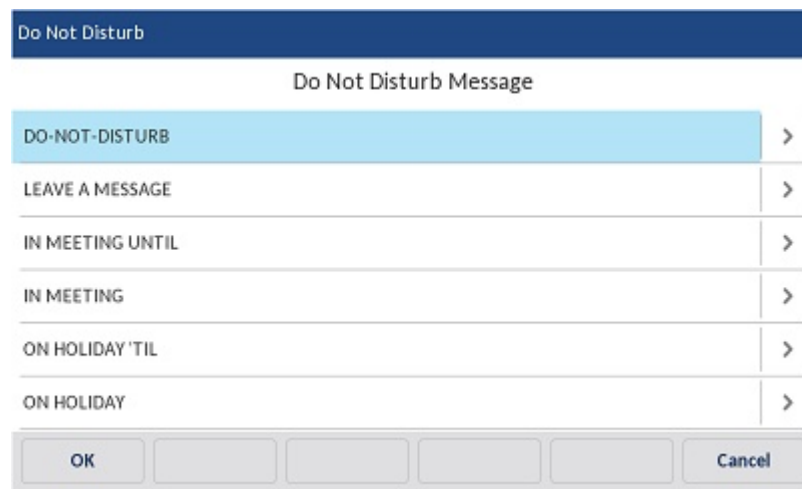 Do Not Disturb
Do Not Disturb Message
DO-NOT-DISTURB
LEAVE A MESSAGE
IN MEETING UNTIL
IN MEETING
ON HOLIDAY 'TIL
ON HOLIDAY
OK Cancel